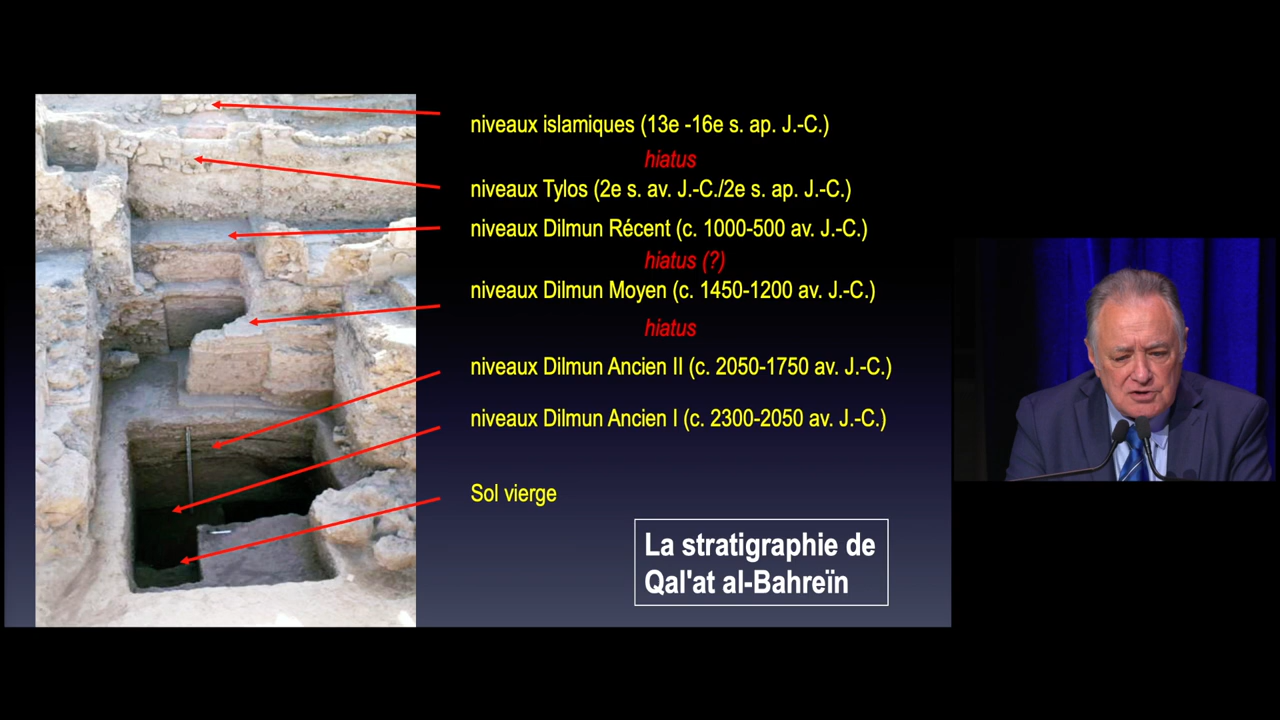 niveaux islamiques (13e -16e s. ap. J.-C.)
hiatus
niveaux Tylos (2e s. av. J.-C./2e s. ap. J.-C.)
niveaux Dilmun Récent (c. 1000-500 av. J.-C.)
hiatus (?)
niveaux Dilmun Moyen (c. 1450-1200 av. J.-C.)
hiatus
niveaux Dilmun Ancien II (c. 2050-1750 av. J.-C.)
niveaux Dilmun Ancien I (c. 2300-2050 av. J.-C.)
Sol vierge
La stratigraphie de
Qal'at al-Bahreïn